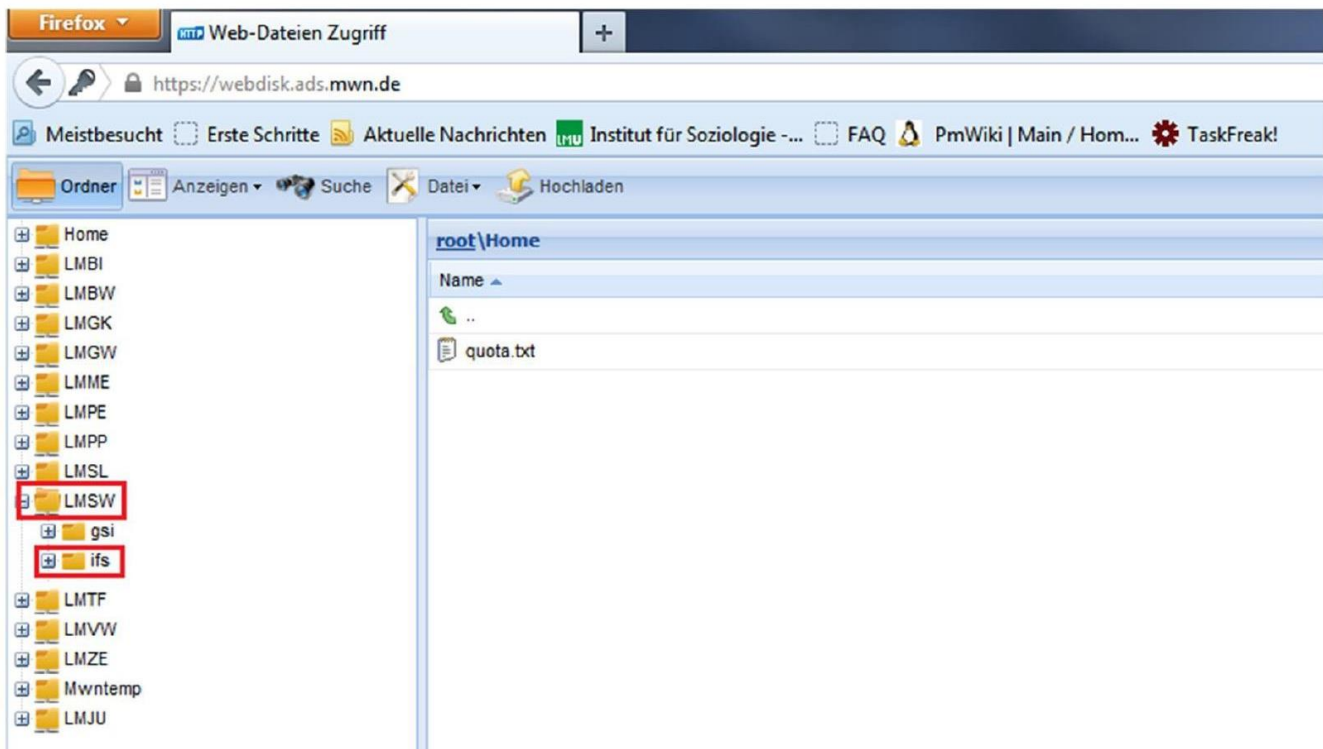 Firefox
HTTP Web-Dateien Zugriff
https://webdisk.ads.mwn.de
Meistbesucht Erste Schritte Aktuelle Nachrichten LMU Institut für Soziologie -... FAQ PmWiki | Main / Hom... TaskFreak!
Ordner Anzeigen Suche Datei Hochladen
Home
LMBI
LMBW
LMGK
LMGW
LMME
LMPE
LMPP
LMSL
LMSW
gsi
ifs
LMTF
LMVW
LMZE
Mwntemp
LMJU
root\Home
Name
..
quota.txt